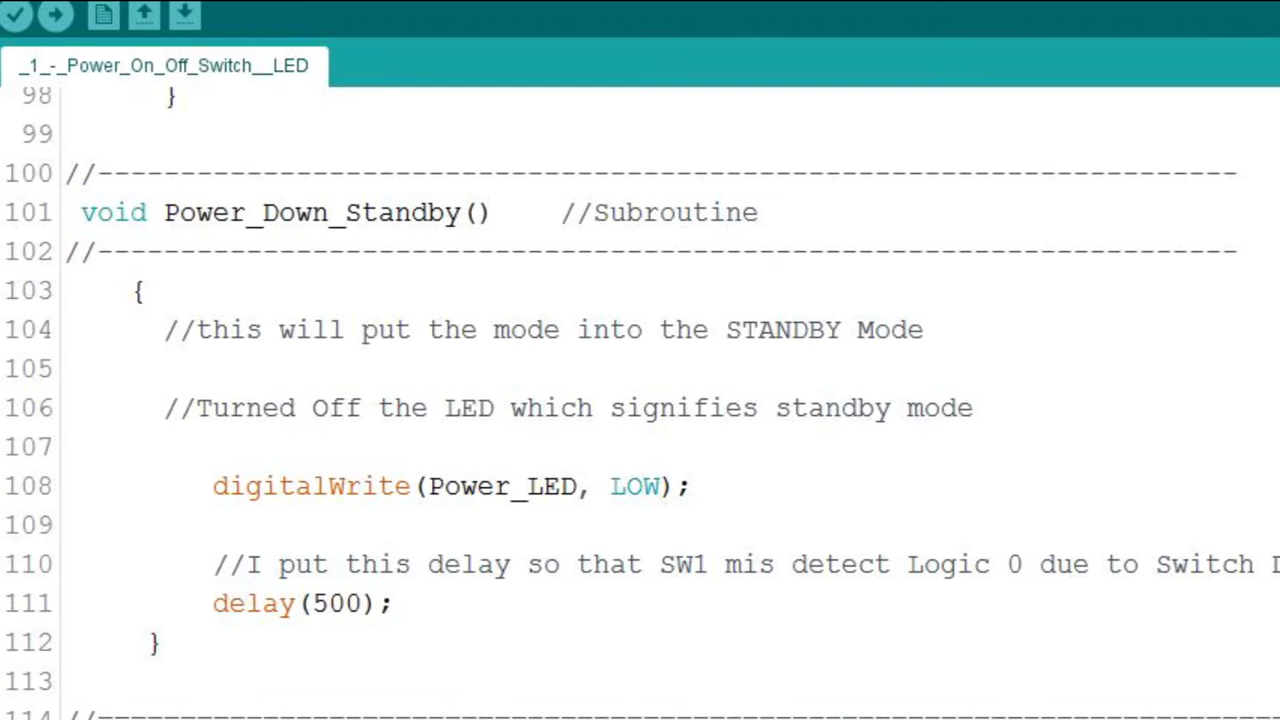 _1_-_Power_On_Off_Switch__LED
98 }
99
100 //---------------------------------------------------------------------
101 void Power_Down_Standby() //Subroutine
102 //---------------------------------------------------------------------
103 {
104 //this will put the mode into the STANDBY Mode
105
106 //Turned Off the LED which signifies standby mode
107
108 digitalWrite(Power_LED, LOW);
109
110 //I put this delay so that SW1 mis detect Logic 0 due to Switch
111 delay(500);
112 }
113
114 //---------------------------------------------------------------------